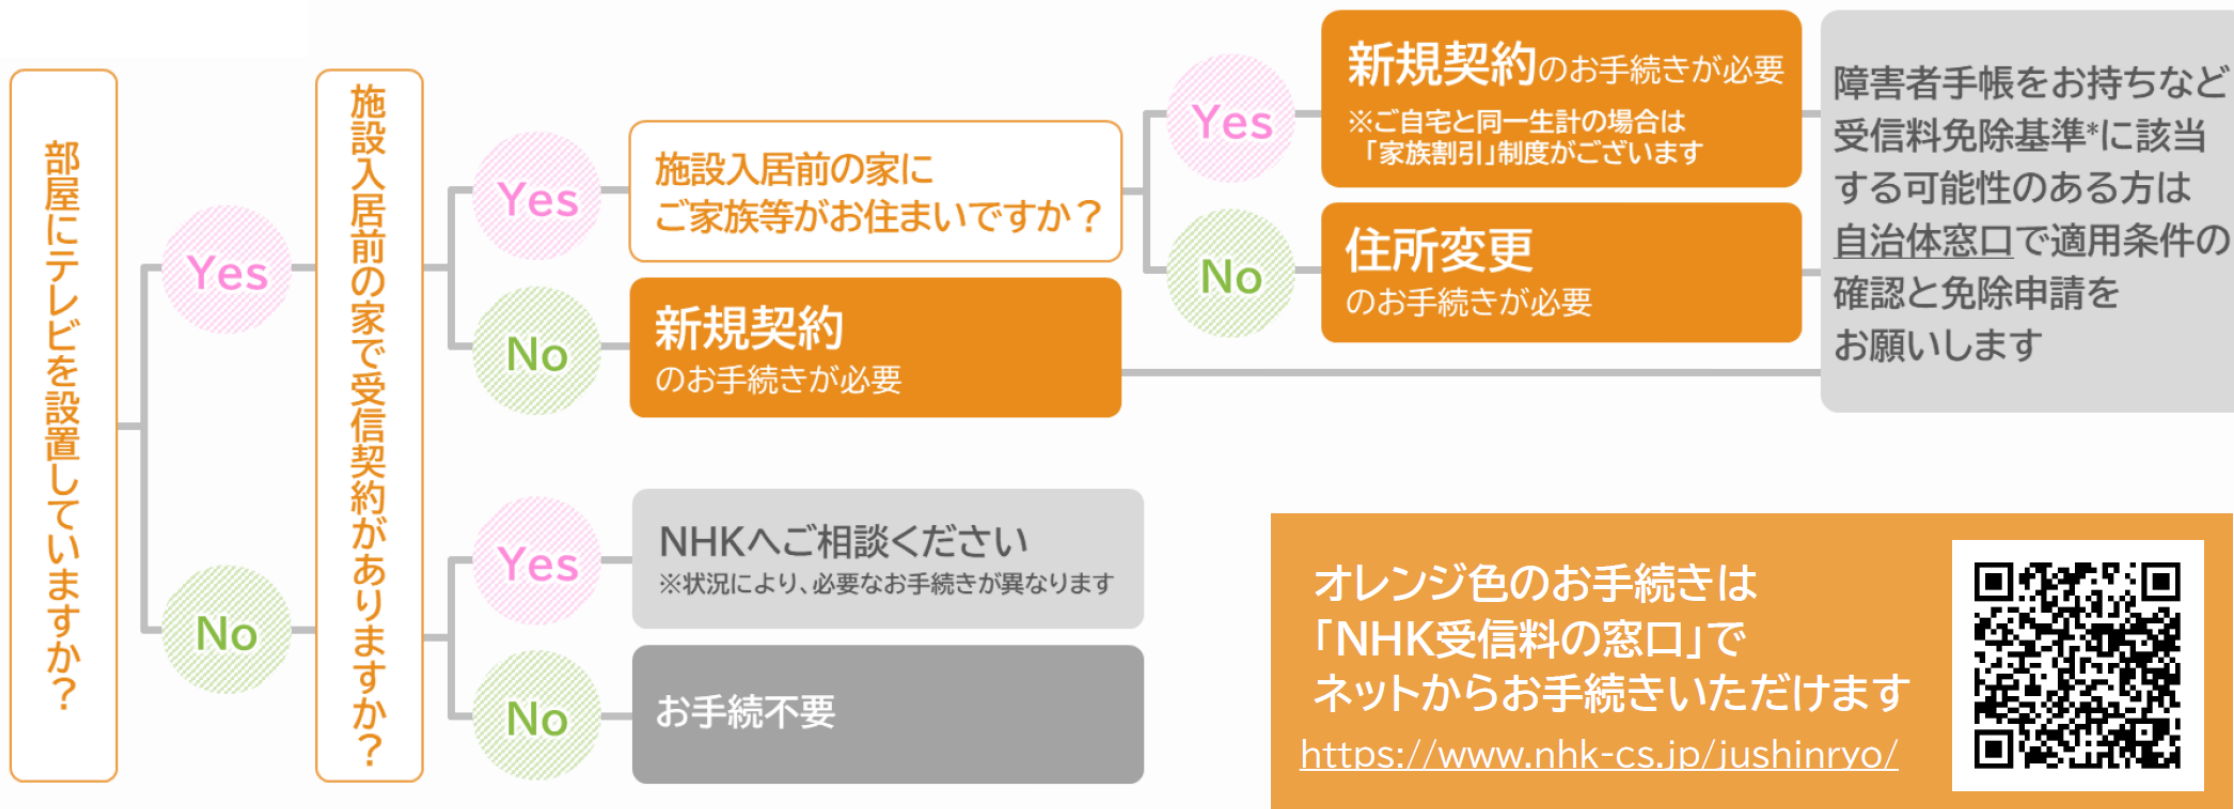 部屋にテレビを設置していますか？
Yes
No
施設入居前の家で受信契約がありますか？
Yes
施設入居前の家に
ご家族等がお住まいですか？
Yes
新規契約のお手続きが必要
※ご自宅と同一生計の場合は
「家族割引」制度がございます
No
住所変更
のお手続きが必要
障害者手帳をお持ちなど
受信料免除基準*に該当
する可能性のある方は
自治体窓口で適用条件の
確認と免除申請を
お願いします
No
新規契約
のお手続きが必要
Yes
NHKへご相談ください
※状況により、必要なお手続きが異なります
No
お手続不要
オレンジ色のお手続きは
「NHK受信料の窓口」で
ネットからお手続きいただけます
https://www.nhk-cs.jp/jushinryo/